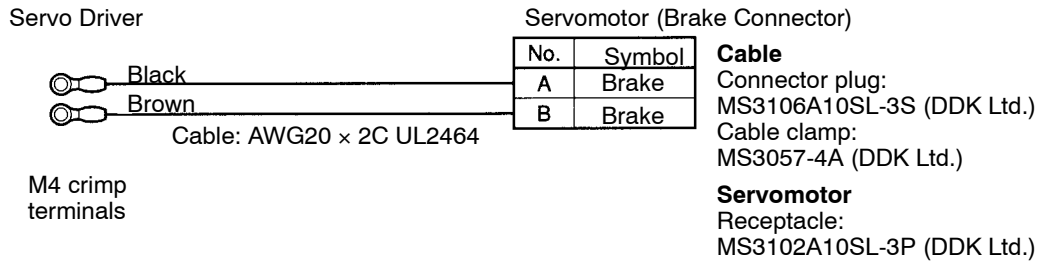 Servo Driver
Servomotor (Brake Connector)
No. Symbol
Black A Brake
Brown B Brake
Cable: AWG20 × 2C UL2464
M4 crimp
terminals
Cable
Connector plug:
MS3106A10SL-3S (DDK Ltd.)
Cable clamp:
MS3057-4A (DDK Ltd.)
Servomotor
Receptacle:
MS3102A10SL-3P (DDK Ltd.)